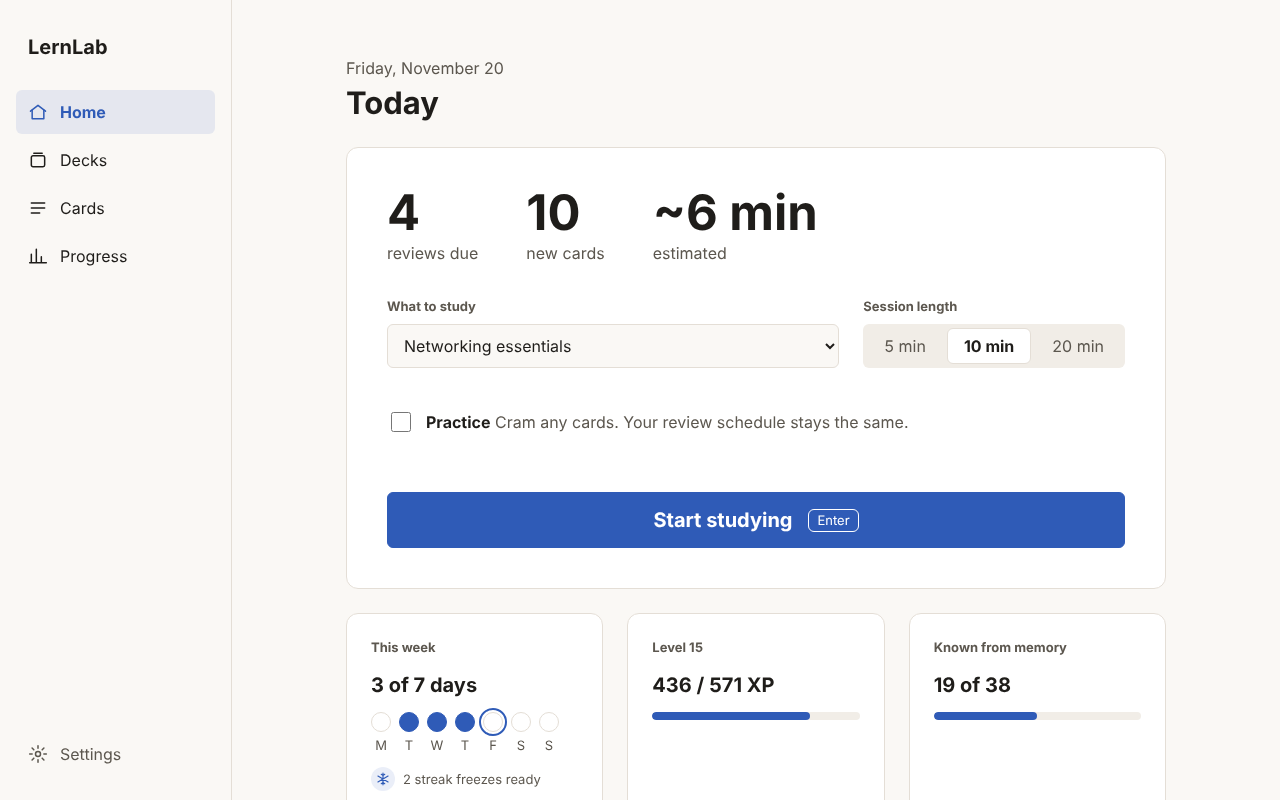 LernLab
Home
Decks
Cards
Progress
Settings
Friday, November 20
Today
4
reviews due
10
new cards
~6 min
estimated
What to study
Networking essentials
Session length
5 min
10 min
20 min
Practice Cram any cards. Your review schedule stays the same.
Start studying Enter
This week
3 of 7 days
M T W T F S S
2 streak freezes ready
Level 15
436 / 571 XP
Known from memory
19 of 38